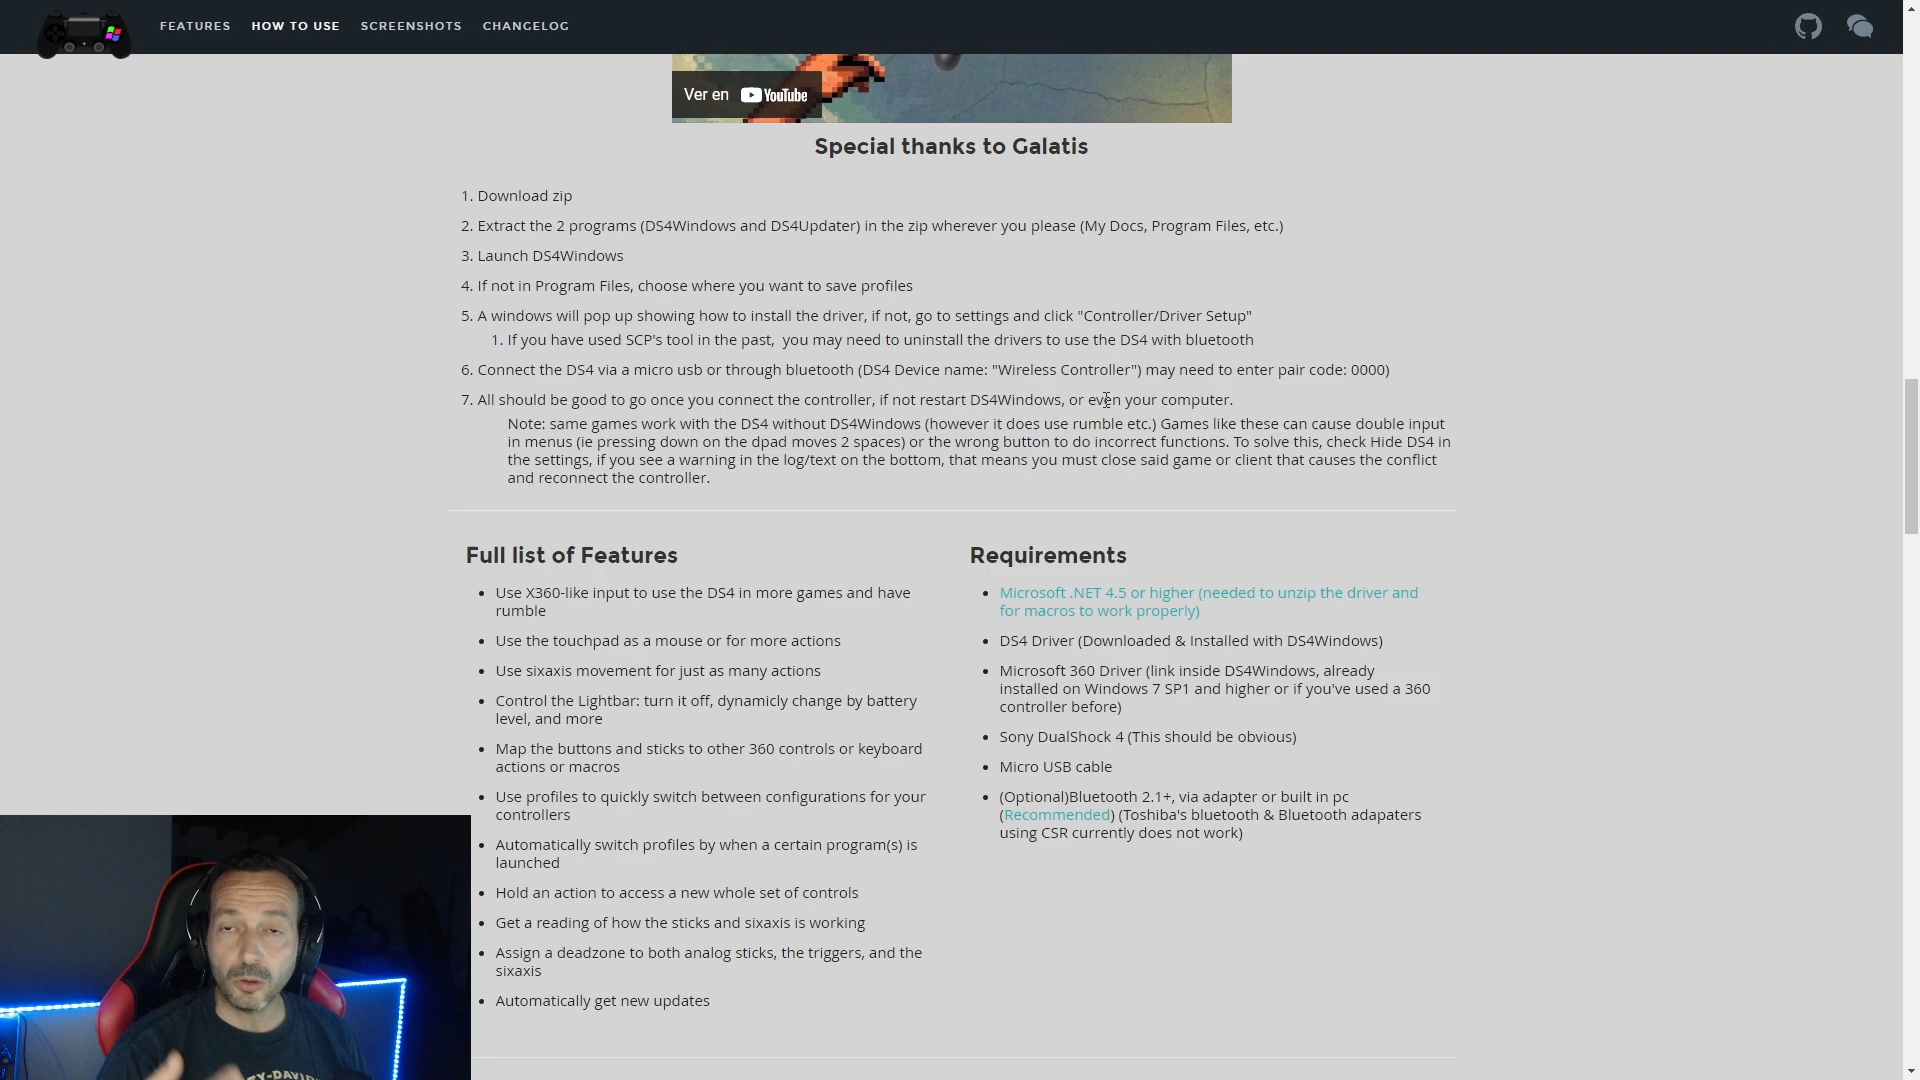 FEATURES HOW TO USE SCREENSHOTS CHANGELOG
Ver en YouTube
Special thanks to Galatis
1. Download zip
2. Extract the 2 programs (DS4Windows and DS4Updater) in the zip wherever you please (My Docs, Program Files, etc.)
3. Launch DS4Windows
4. If not in Program Files, choose where you want to save profiles
5. A windows will pop up showing how to install the driver, if not, go to settings and click "Controller/Driver Setup"
1. If you have used SCP's tool in the past, you may need to uninstall the drivers to use the DS4 with bluetooth
6. Connect the DS4 via a micro usb or through bluetooth (DS4 Device name: "Wireless Controller") may need to enter pair code: 0000)
7. All should be good to go once you connect the controller, if not restart DS4Windows, or even your computer.
Note: same games work with the DS4 without DS4Windows (however it does use rumble etc.) Games like these can cause double input
in menus (ie pressing down on the dpad moves 2 spaces) or the wrong button to do incorrect functions. To solve this, check Hide DS4 in
the settings, if you see a warning in the log/text on the bottom, that means you must close said game or client that causes the conflict
and reconnect the controller.
Full list of Features
• Use X360-like input to use the DS4 in more games and have
rumble
• Use the touchpad as a mouse or for more actions
• Use sixaxis movement for just as many actions
• Control the Lightbar: turn it off, dynamicly change by battery
level, and more
• Map the buttons and sticks to other 360 controls or keyboard
actions or macros
• Use profiles to quickly switch between configurations for your
controllers
• Automatically switch profiles by when a certain program(s) is
launched
• Hold an action to access a new whole set of controls
• Get a reading of how the sticks and sixaxis is working
• Assign a deadzone to both analog sticks, the triggers, and the
sixaxis
• Automatically get new updates
Requirements
• Microsoft .NET 4.5 or higher (needed to unzip the driver and
for macros to work properly)
• DS4 Driver (Downloaded & Installed with DS4Windows)
• Microsoft 360 Driver (link inside DS4Windows, already
installed on Windows 7 SP1 and higher or if you've used a 360
controller before)
• Sony DualShock 4 (This should be obvious)
• Micro USB cable
• (Optional)Bluetooth 2.1+, via adapter or built in pc
(Recommended) (Toshiba's bluetooth & Bluetooth adapaters
using CSR currently does not work)